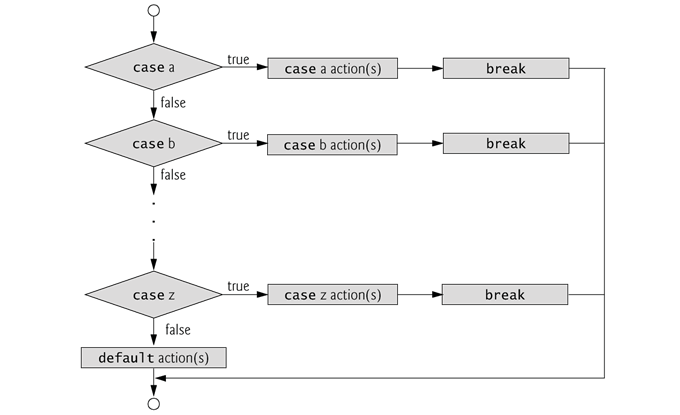 case a
true
case a action(s)
break
false
case b
true
case b action(s)
break
false
.
.
.
case z
true
case z action(s)
break
false
default action(s)